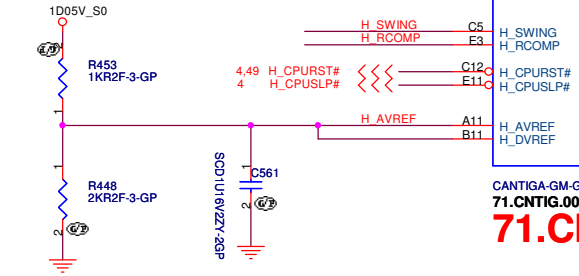 1D05V_S0
G/P
R453
1KR2F-3-GP
1
H_SWING
C5
H_SWING
H_RCOMP
E3
H_RCOMP
4,49 H_CPURST#
C12
H_CPURST#
4 H_CPUSLP#
E11
H_CPUSLP#
H_AVREF
A11
H_AVREF
B11
H_DVREF
1
R448
2KR2F-3-GP
2
G/P
SCD1U16V2ZY-2GP
1
C561
2
G/P
CANTIGA-GM-G
71.CNTIG.00
71.C